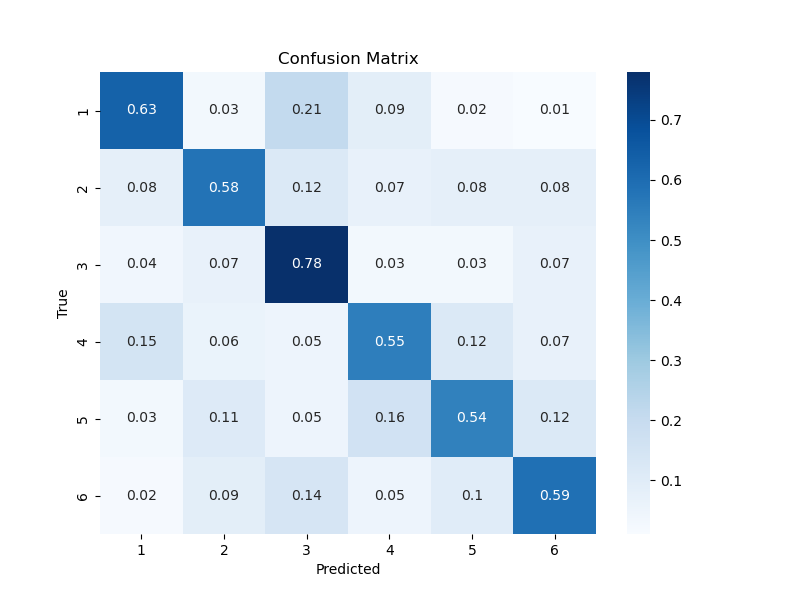 Confusion Matrix
True
1 0.63 0.03 0.21 0.09 0.02 0.01
2 0.08 0.58 0.12 0.07 0.08 0.08
3 0.04 0.07 0.78 0.03 0.03 0.07
4 0.15 0.06 0.05 0.55 0.12 0.07
5 0.03 0.11 0.05 0.16 0.54 0.12
6 0.02 0.09 0.14 0.05 0.1 0.59
1 2 3 4 5 6
Predicted
0.7
0.6
0.5
0.4
0.3
0.2
0.1